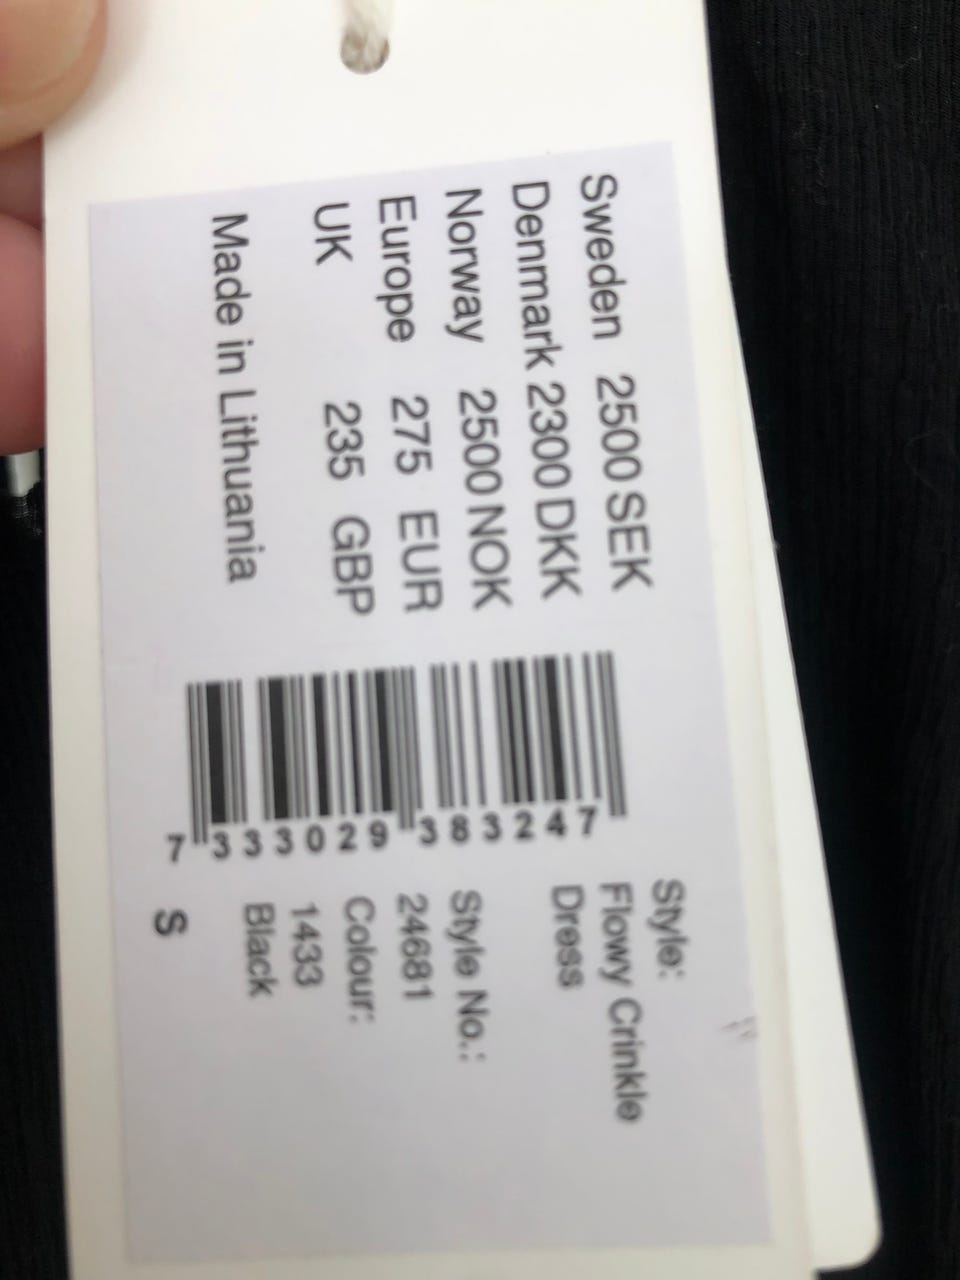 Sweden 2500 SEK
Denmark 2300 DKK
Norway 2500 NOK
Europe 275 EUR
UK 235 GBP
Made in Lithuania
7 333029 383247
Style:
Flowy Crinkle
Dress
Style No.:
24681
Colour:
1433
Black
S